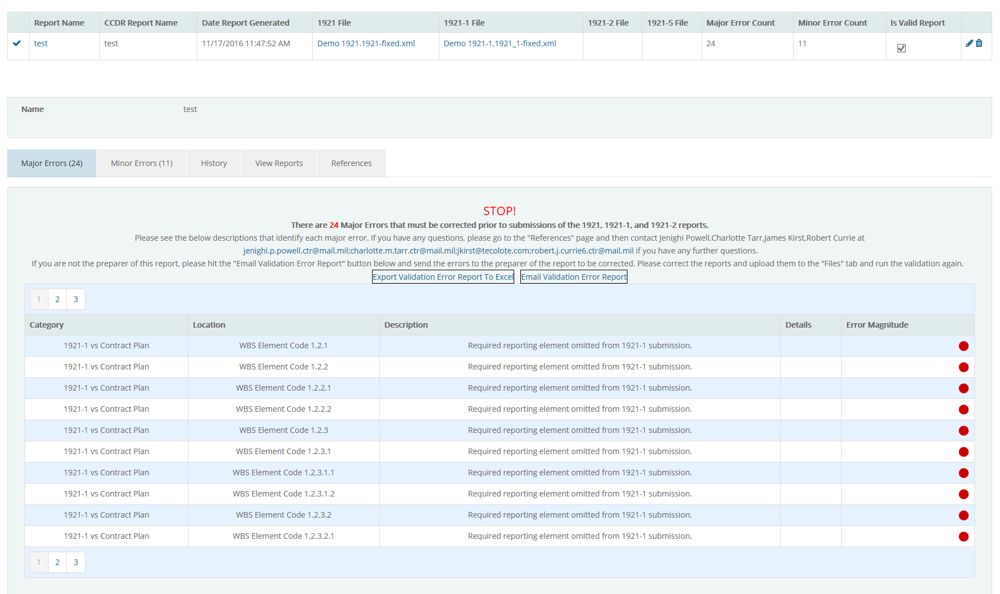 Report Name CCDR Report Name Date Report Generated 1921 File 1921-1 File 1921-2 File 1921-5 File Major Error Count Minor Error Count Is Valid Report
test test 11/17/2016 11:47:52 AM Demo 1921.1921-fixed.xml Demo 1921-1.1921_1-fixed.xml 24 11
Name test
Major Errors (24) Minor Errors (11) History View Reports References
STOP!
There are 24 Major Errors that must be corrected prior to submissions of the 1921, 1921-1, and 1921-2 reports.
Please see the below descriptions that identify each major error. If you have any questions, please go to the "References" page and then contact Jenighi Powell,Charlotte Tarr,James Kirst,Robert Currie at
jenighi.p.powell.ctr@mail.mil;charlotte.m.tarr.ctr@mail.mil;jkirst@tecolote.com;robert.j.currie6.ctr@mail.mil if you have any further questions.
If you are not the preparer of this report, please hit the "Email Validation Error Report" button below and send the errors to the preparer of the report to be corrected. Please correct the reports and upload them to the "Files" tab and run the validation again.
Export Validation Error Report To Excel Email Validation Error Report
1 2 3
Category Location Description Details Error Magnitude
1921-1 vs Contract Plan WBS Element Code 1.2.1 Required reporting element omitted from 1921-1 submission.
1921-1 vs Contract Plan WBS Element Code 1.2.2 Required reporting element omitted from 1921-1 submission.
1921-1 vs Contract Plan WBS Element Code 1.2.2.1 Required reporting element omitted from 1921-1 submission.
1921-1 vs Contract Plan WBS Element Code 1.2.2.2 Required reporting element omitted from 1921-1 submission.
1921-1 vs Contract Plan WBS Element Code 1.2.3 Required reporting element omitted from 1921-1 submission.
1921-1 vs Contract Plan WBS Element Code 1.2.3.1 Required reporting element omitted from 1921-1 submission.
1921-1 vs Contract Plan WBS Element Code 1.2.3.1.1 Required reporting element omitted from 1921-1 submission.
1921-1 vs Contract Plan WBS Element Code 1.2.3.1.2 Required reporting element omitted from 1921-1 submission.
1921-1 vs Contract Plan WBS Element Code 1.2.3.2 Required reporting element omitted from 1921-1 submission.
1921-1 vs Contract Plan WBS Element Code 1.2.3.2.1 Required reporting element omitted from 1921-1 submission.
1 2 3